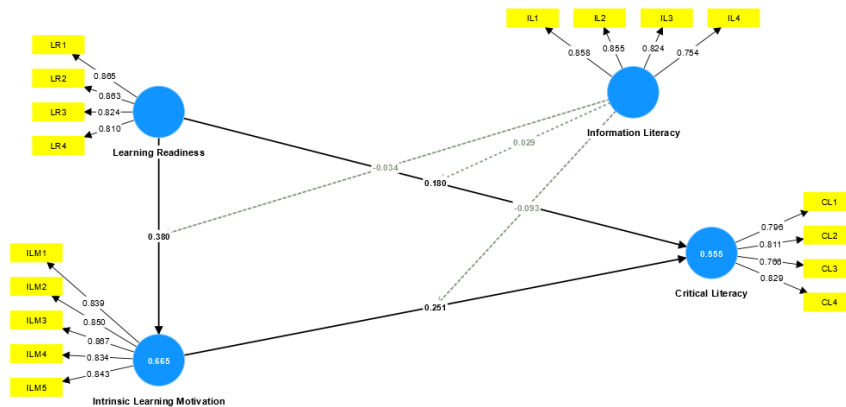 IL1
IL2
IL3
IL4
0.858
0.855
0.824
0.754
Information Literacy
LR1
LR2
LR3
LR4
0.865
0.863
0.824
0.810
Learning Readiness
-0.034
0.029
0.180
-0.093
0.380
0.251
CL1
CL2
CL3
CL4
0.796
0.811
0.766
0.829
0.555
Critical Literacy
ILM1
ILM2
ILM3
ILM4
ILM5
0.839
0.850
0.867
0.834
0.843
0.665
Intrinsic Learning Motivation